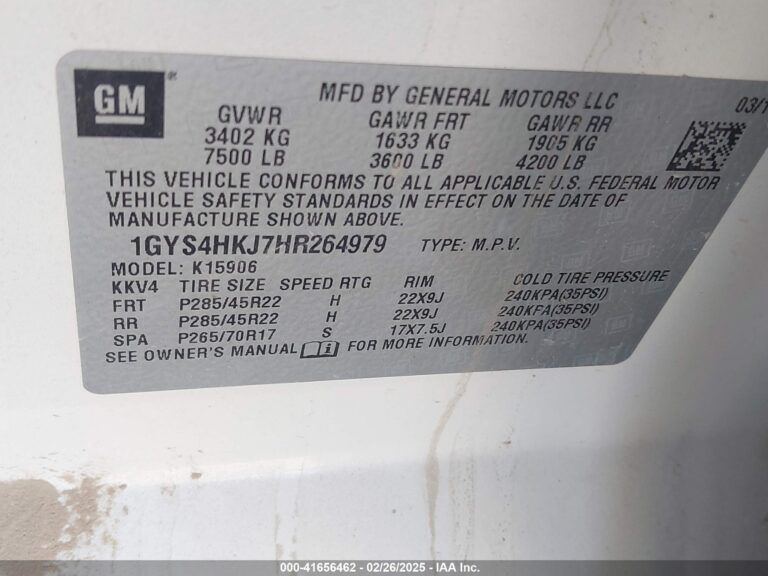 GM®
MFD BY GENERAL MOTORS LLC
03/1
GVWR GAWR FRT GAWR RR
3402 KG 1633 KG 1905 KG
7500 LB 3600 LB 4200 LB
THIS VEHICLE CONFORMS TO ALL APPLICABLE U.S. FEDERAL MOTOR
VEHICLE SAFETY STANDARDS IN EFFECT ON THE DATE OF
MANUFACTURE SHOWN ABOVE.
1GYS4HKJ7HR264979 TYPE: M.P.V.
MODEL: K15906
KKV4 TIRE SIZE SPEED RTG RIM COLD TIRE PRESSURE
FRT P285/45R22 H 22X9J 240KPA(35PSI)
RR P285/45R22 H 22X9J 240KPA(35PSI)
SPA P265/70R17 S 17X7.5J 240KPA(35PSI)
SEE OWNER'S MANUAL i FOR MORE INFORMATION.
000-41656462 - 02/26/2025 - IAA Inc.